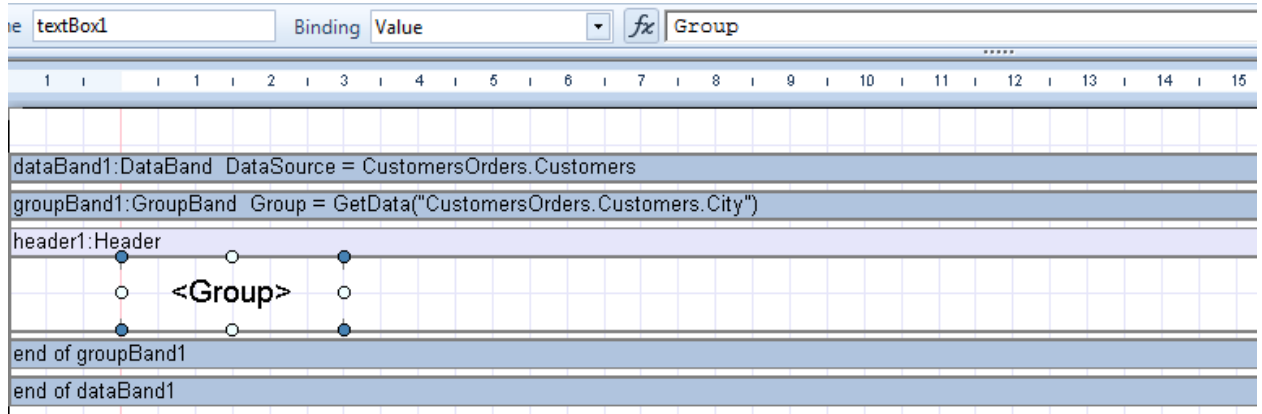 ne textBox1 Binding Value fx Group
1 1 2 3 4 5 6 7 8 9 10 11 12 13 14 15
dataBand1:DataBand DataSource = CustomersOrders.Customers
groupBand1:GroupBand Group = GetData("CustomersOrders.Customers.City")
header1:Header
<Group>
end of groupBand1
end of dataBand1